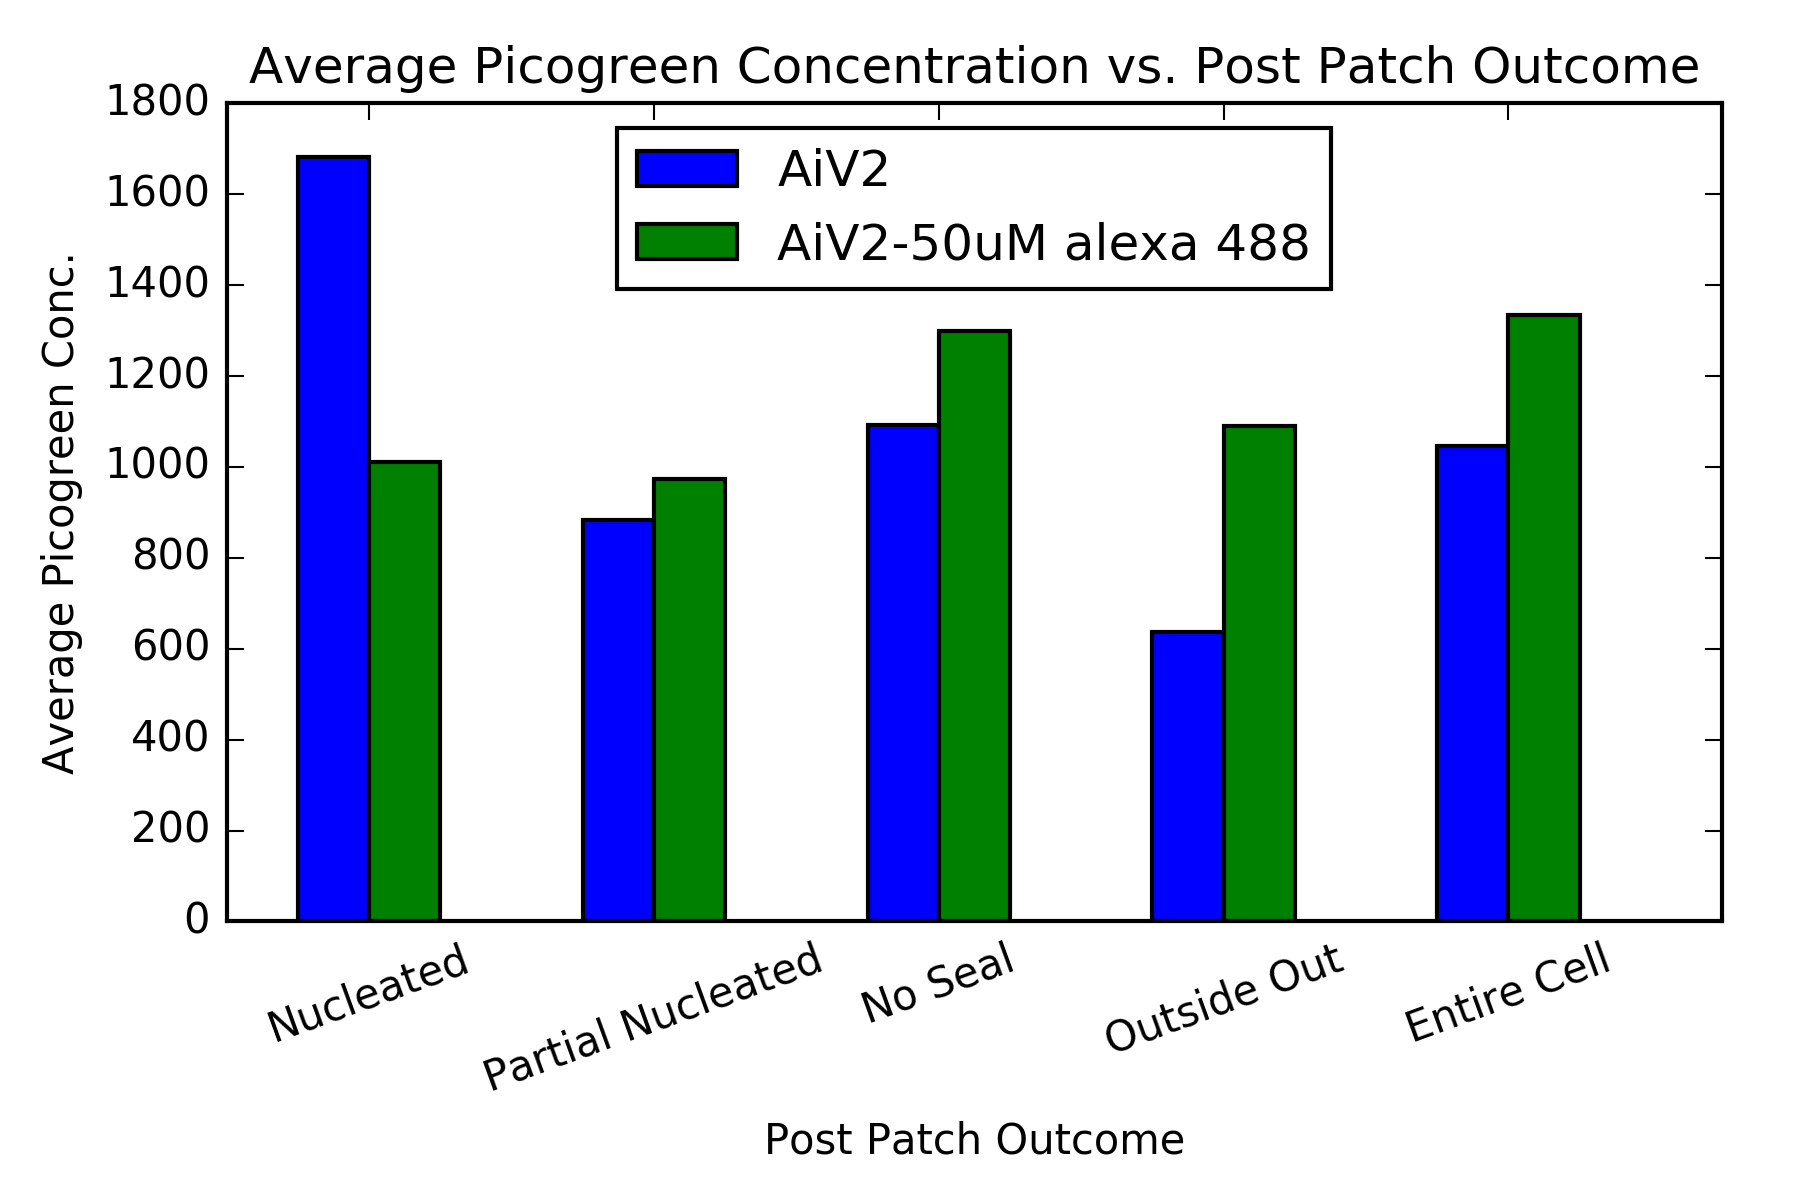 Average Picogreen Concentration vs. Post Patch Outcome
1800
1600
1400
1200
1000
800
600
400
200
0
Average Picogreen Conc.
AiV2
AiV2-50uM alexa 488
Nucleated
Partial Nucleated
No Seal
Outside Out
Entire Cell
Post Patch Outcome